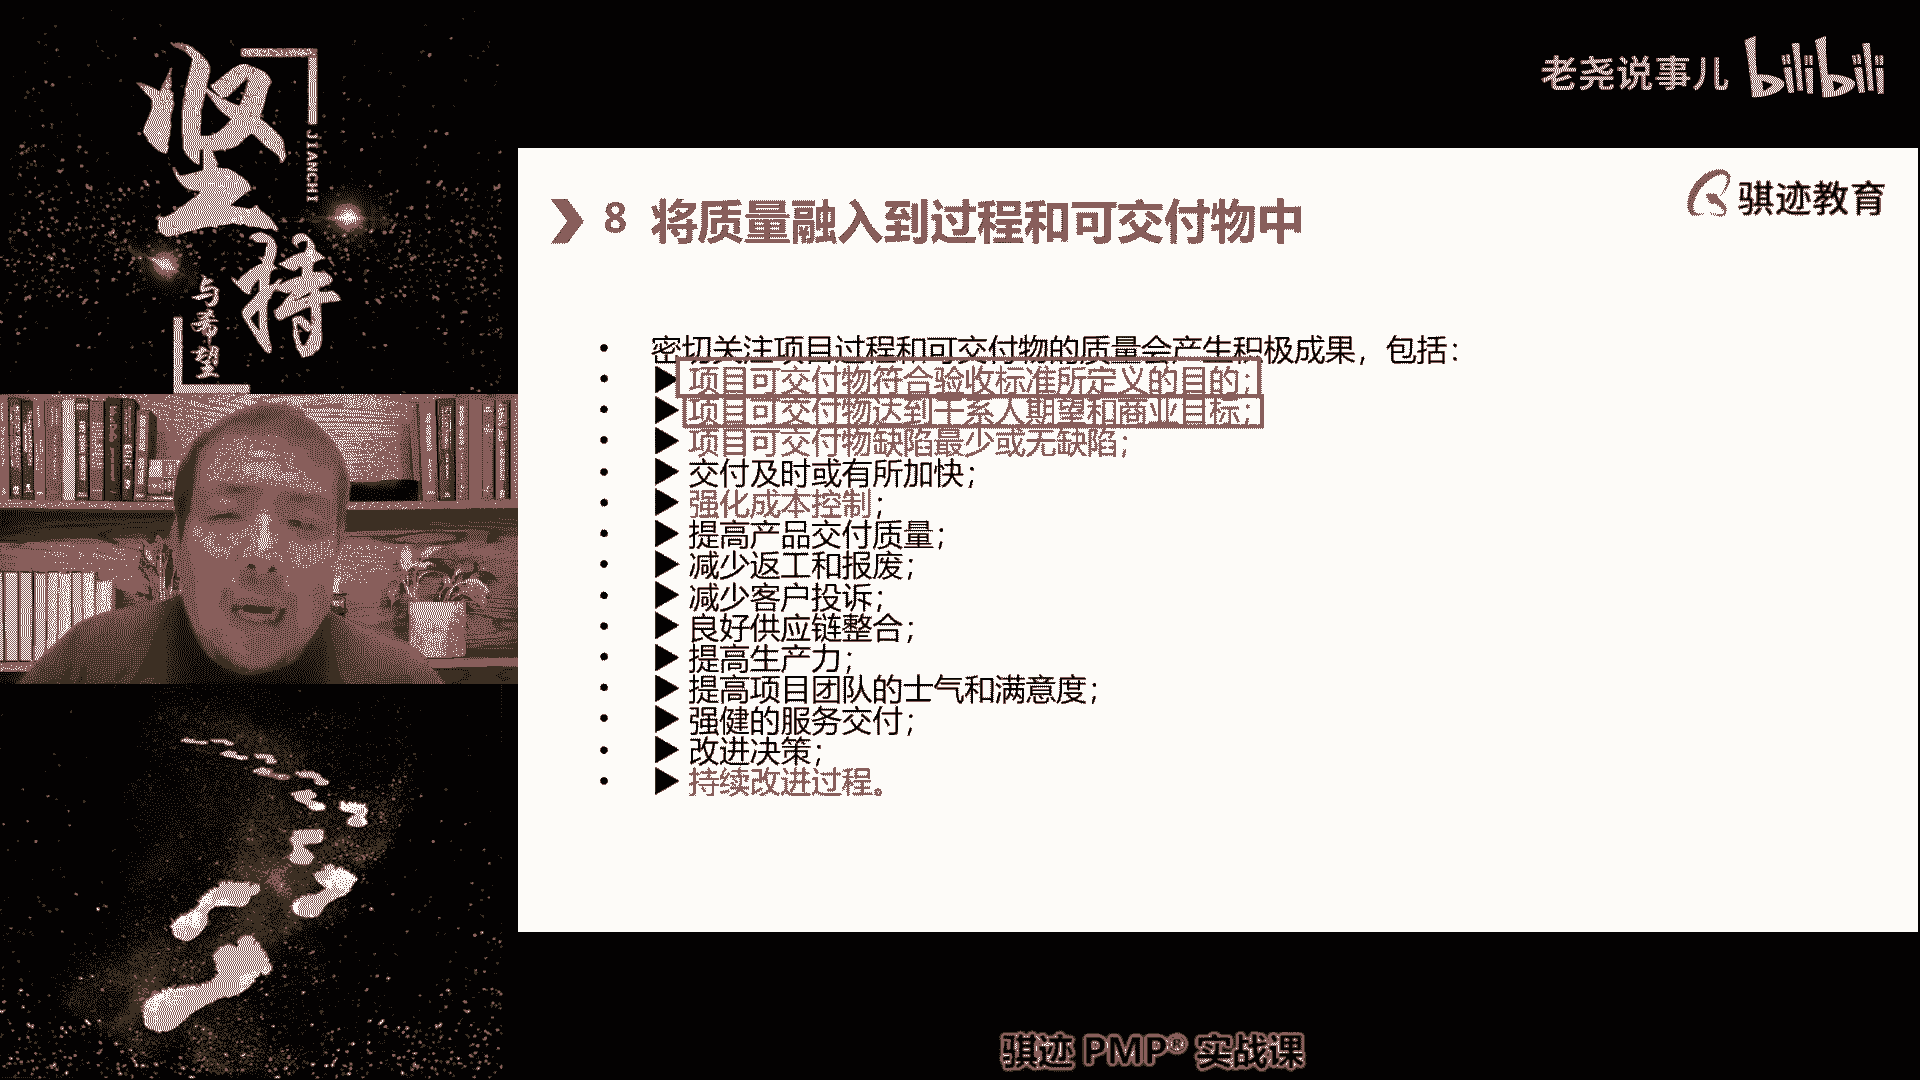 坚持
JIANCHI
与希望
老尧说事儿 bilibili
骐迹教育
8 将质量融入到过程和可交付物中
• 密切关注项目过程和可交付物的质量会产生积极成果，包括：
• ▶ 项目可交付物符合验收标准所定义的目的；
• ▶ 项目可交付物达到干系人期望和商业目标；
• ▶ 项目可交付物缺陷最少或无缺陷；
• ▶ 交付及时或有所加快；
• ▶ 强化成本控制；
• ▶ 提高产品交付质量；
• ▶ 减少返工和报废；
• ▶ 减少客户投诉；
• ▶ 良好供应链整合；
• ▶ 提高生产力；
• ▶ 提高项目团队的士气和满意度；
• ▶ 强健的服务交付；
• ▶ 改进决策；
• ▶ 持续改进过程。
骐迹 PMP® 实战课